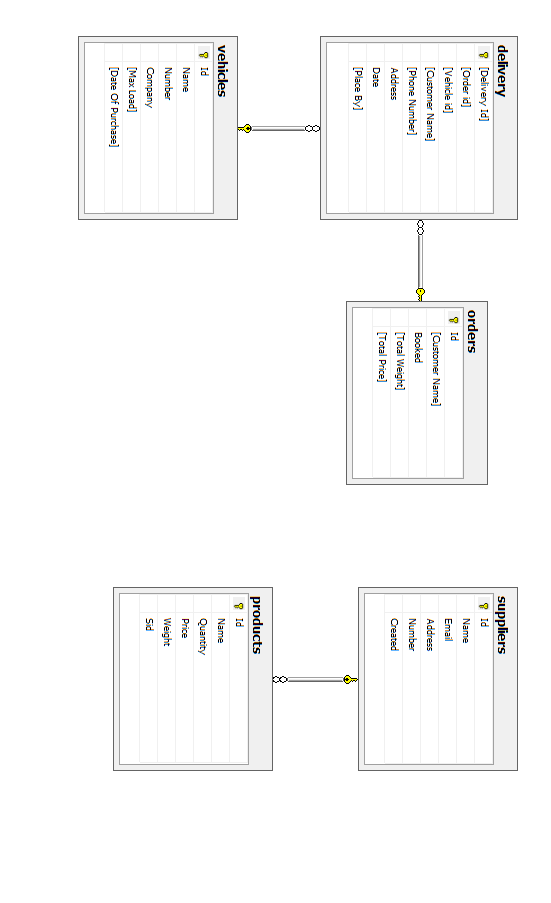 delivery
[Delivery Id]
[Order id]
[Vehicle id]
[Customer Name]
[Phone Number]
Address
Date
[Place By]
vehicles
Id
Name
Number
Company
[Max Load]
[Date Of Purchase]
orders
Id
[Customer Name]
Booked
[Total Weight]
[Total Price]
suppliers
Id
Name
Email
Address
Number
Created
products
Id
Name
Quantity
Price
Weight
Sid